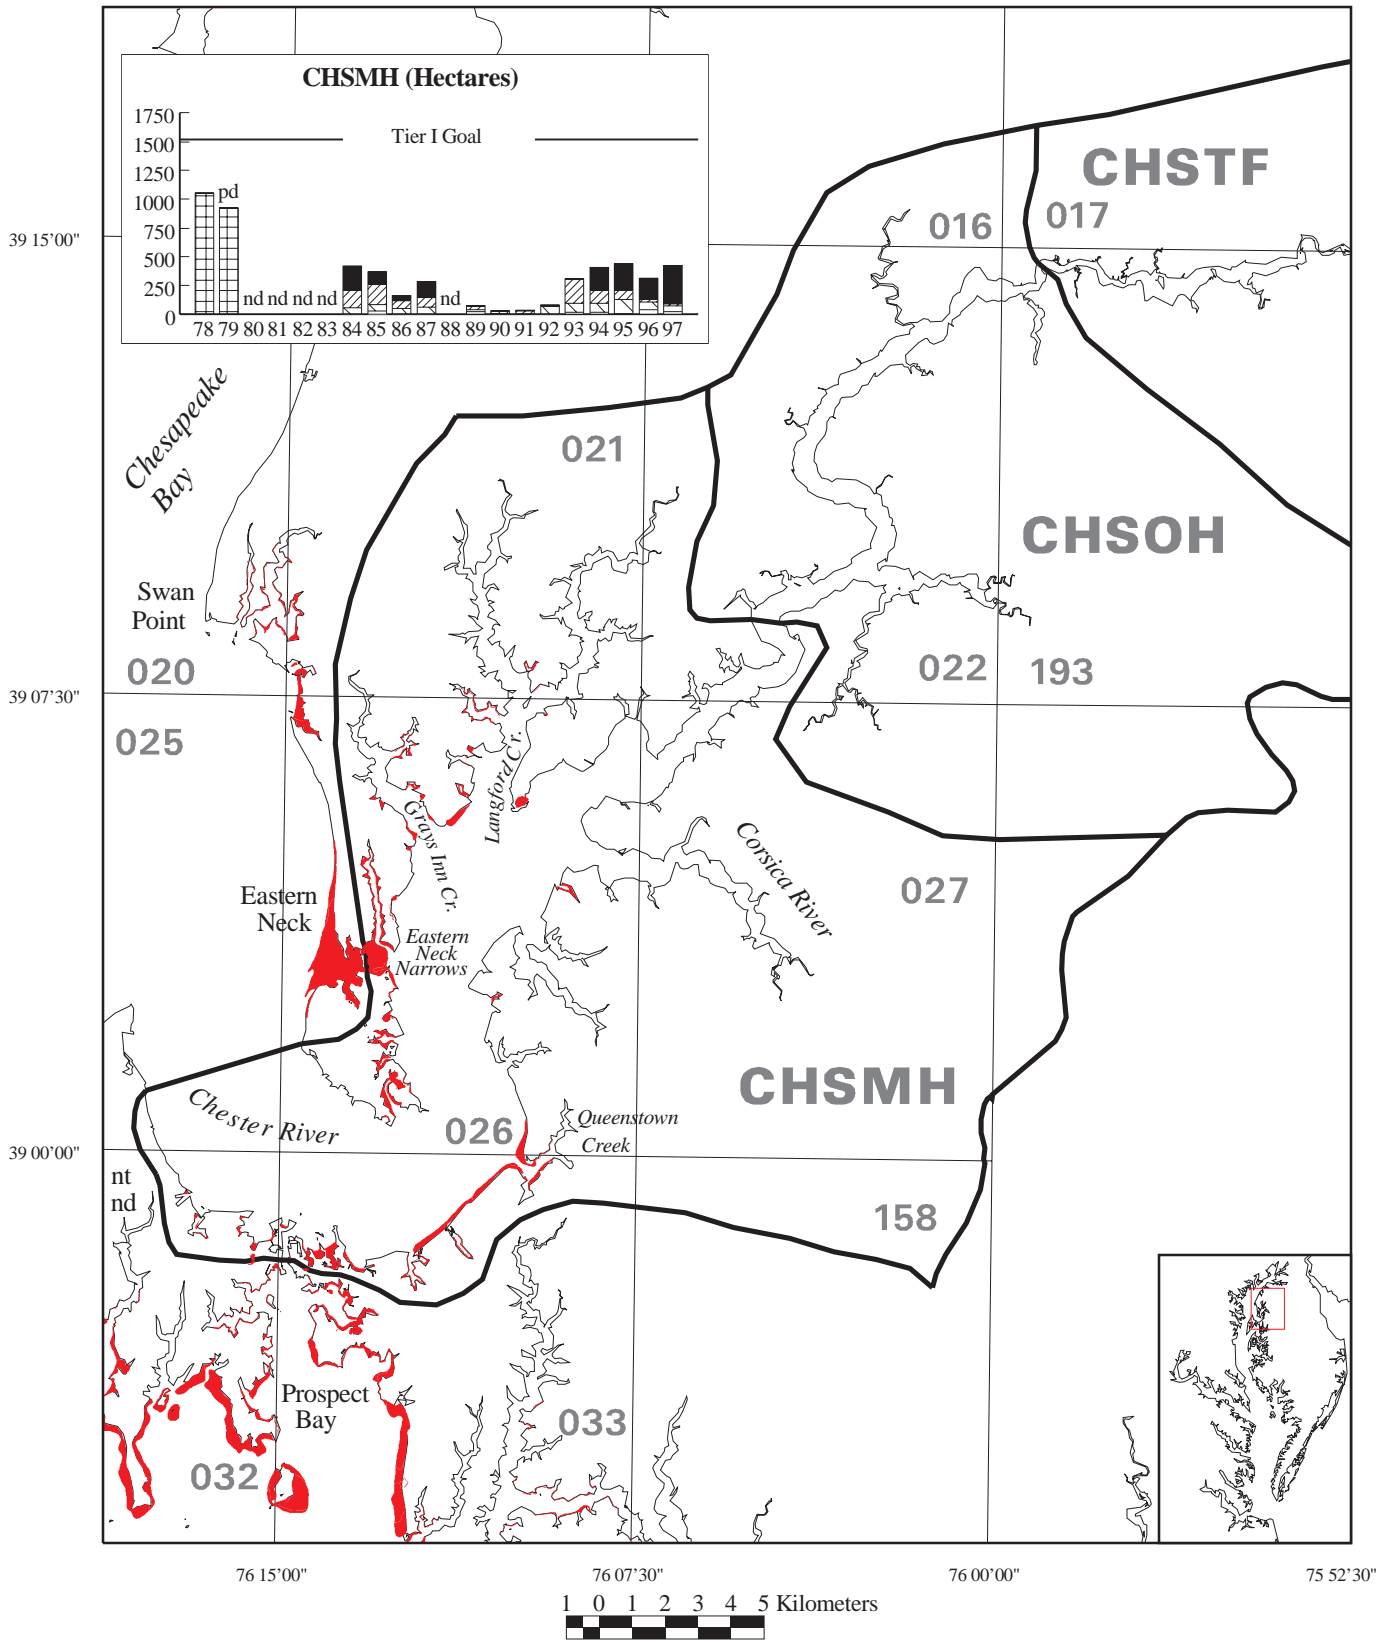 CHSMH (Hectares)
1750
1500
1250
1000
750
500
250
0
Tier I Goal
pd
nd nd nd nd
nd
78 79 80 81 82 83 84 85 86 87 88 89 90 91 92 93 94 95 96 97
CHSTF
016
017
39 15'00"
Chesapeake
Bay
021
CHSOH
Swan
Point
020
022
193
39 07'30"
025
Langford Cr.
Grays Inn Cr.
Corsica River
027
Eastern
Neck
Eastern
Neck
Narrows
CHSMH
Chester River
026
Queenstown
Creek
39 00'00"
nt
nd
158
Prospect
Bay
033
032
76 15'00"
76 07'30"
76 00'00"
75 52'30"
1 0 1 2 3 4 5 Kilometers